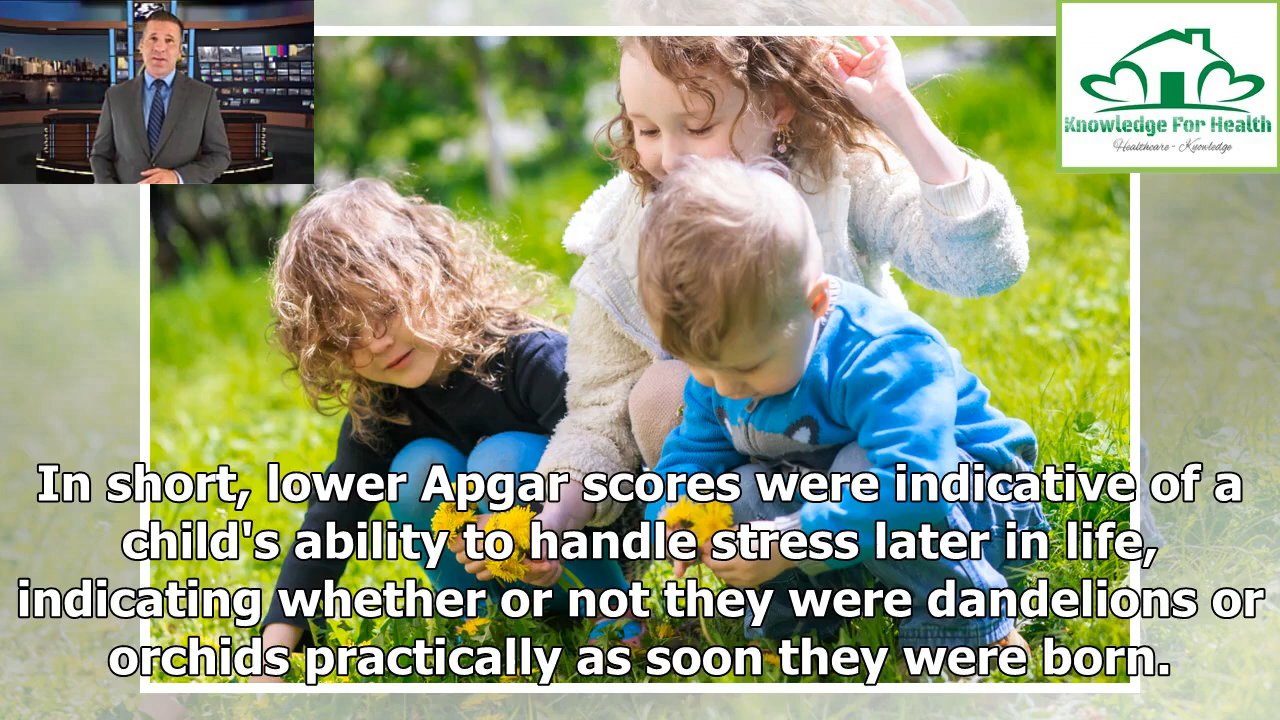 Knowledge For Health
Healthcare - Knowledge
In short, lower Apgar scores were indicative of a
child's ability to handle stress later in life,
indicating whether or not they were dandelions or
orchids practically as soon they were born.